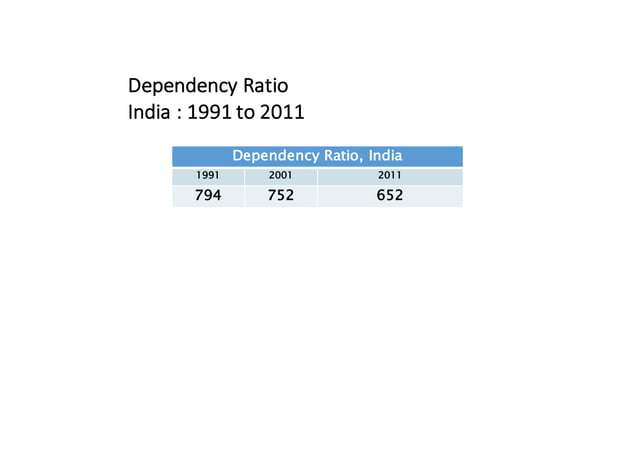 Dependency Ratio
India : 1991 to 2011
Dependency Ratio, India
1991 2001 2011
794 752 652